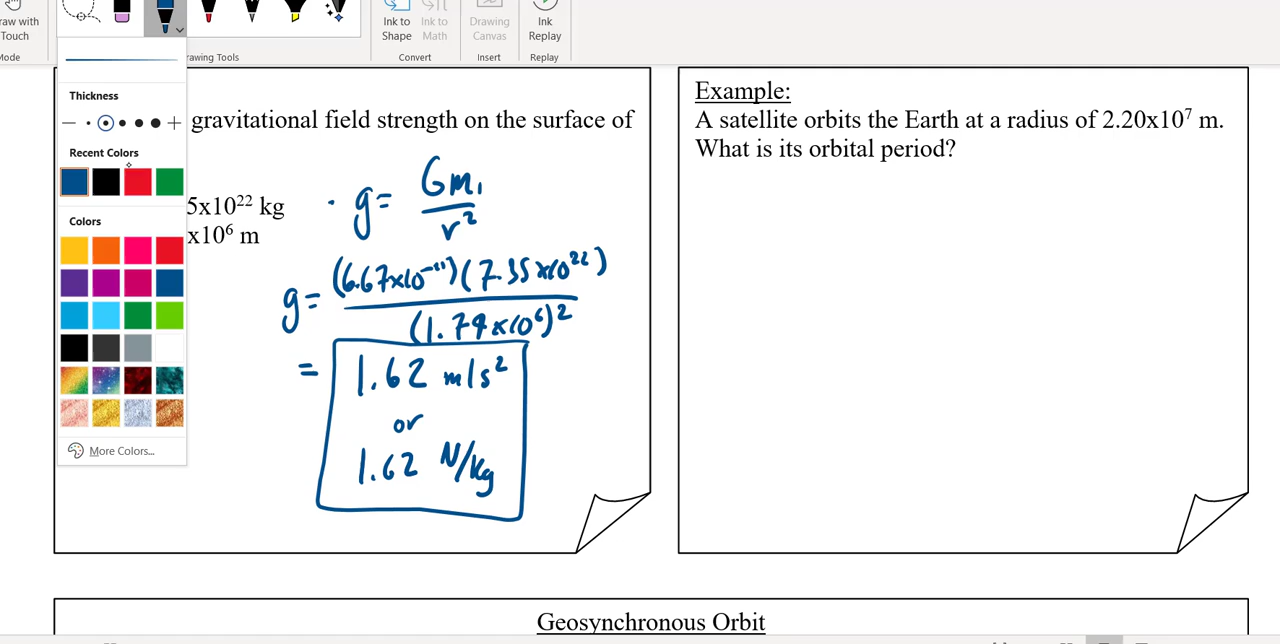 raw with
Touch
Ink to
Shape
Ink to
Math
Drawing
Canvas
Ink
Replay
Mode
rawing Tools
Convert
Insert
Replay
Thickness
Recent Colors
Colors
More Colors...
gravitational field strength on the surface of
5x10²² kg
x10⁶ m
· g = Gm₁ / r²
g = (6.67x10⁻¹¹)(7.35x10²²) / (1.74x10⁶)²
= 1.62 m/s²
or
1.62 N/kg
Example:
A satellite orbits the Earth at a radius of 2.20x10⁷ m.
What is its orbital period?
Geosynchronous Orbit